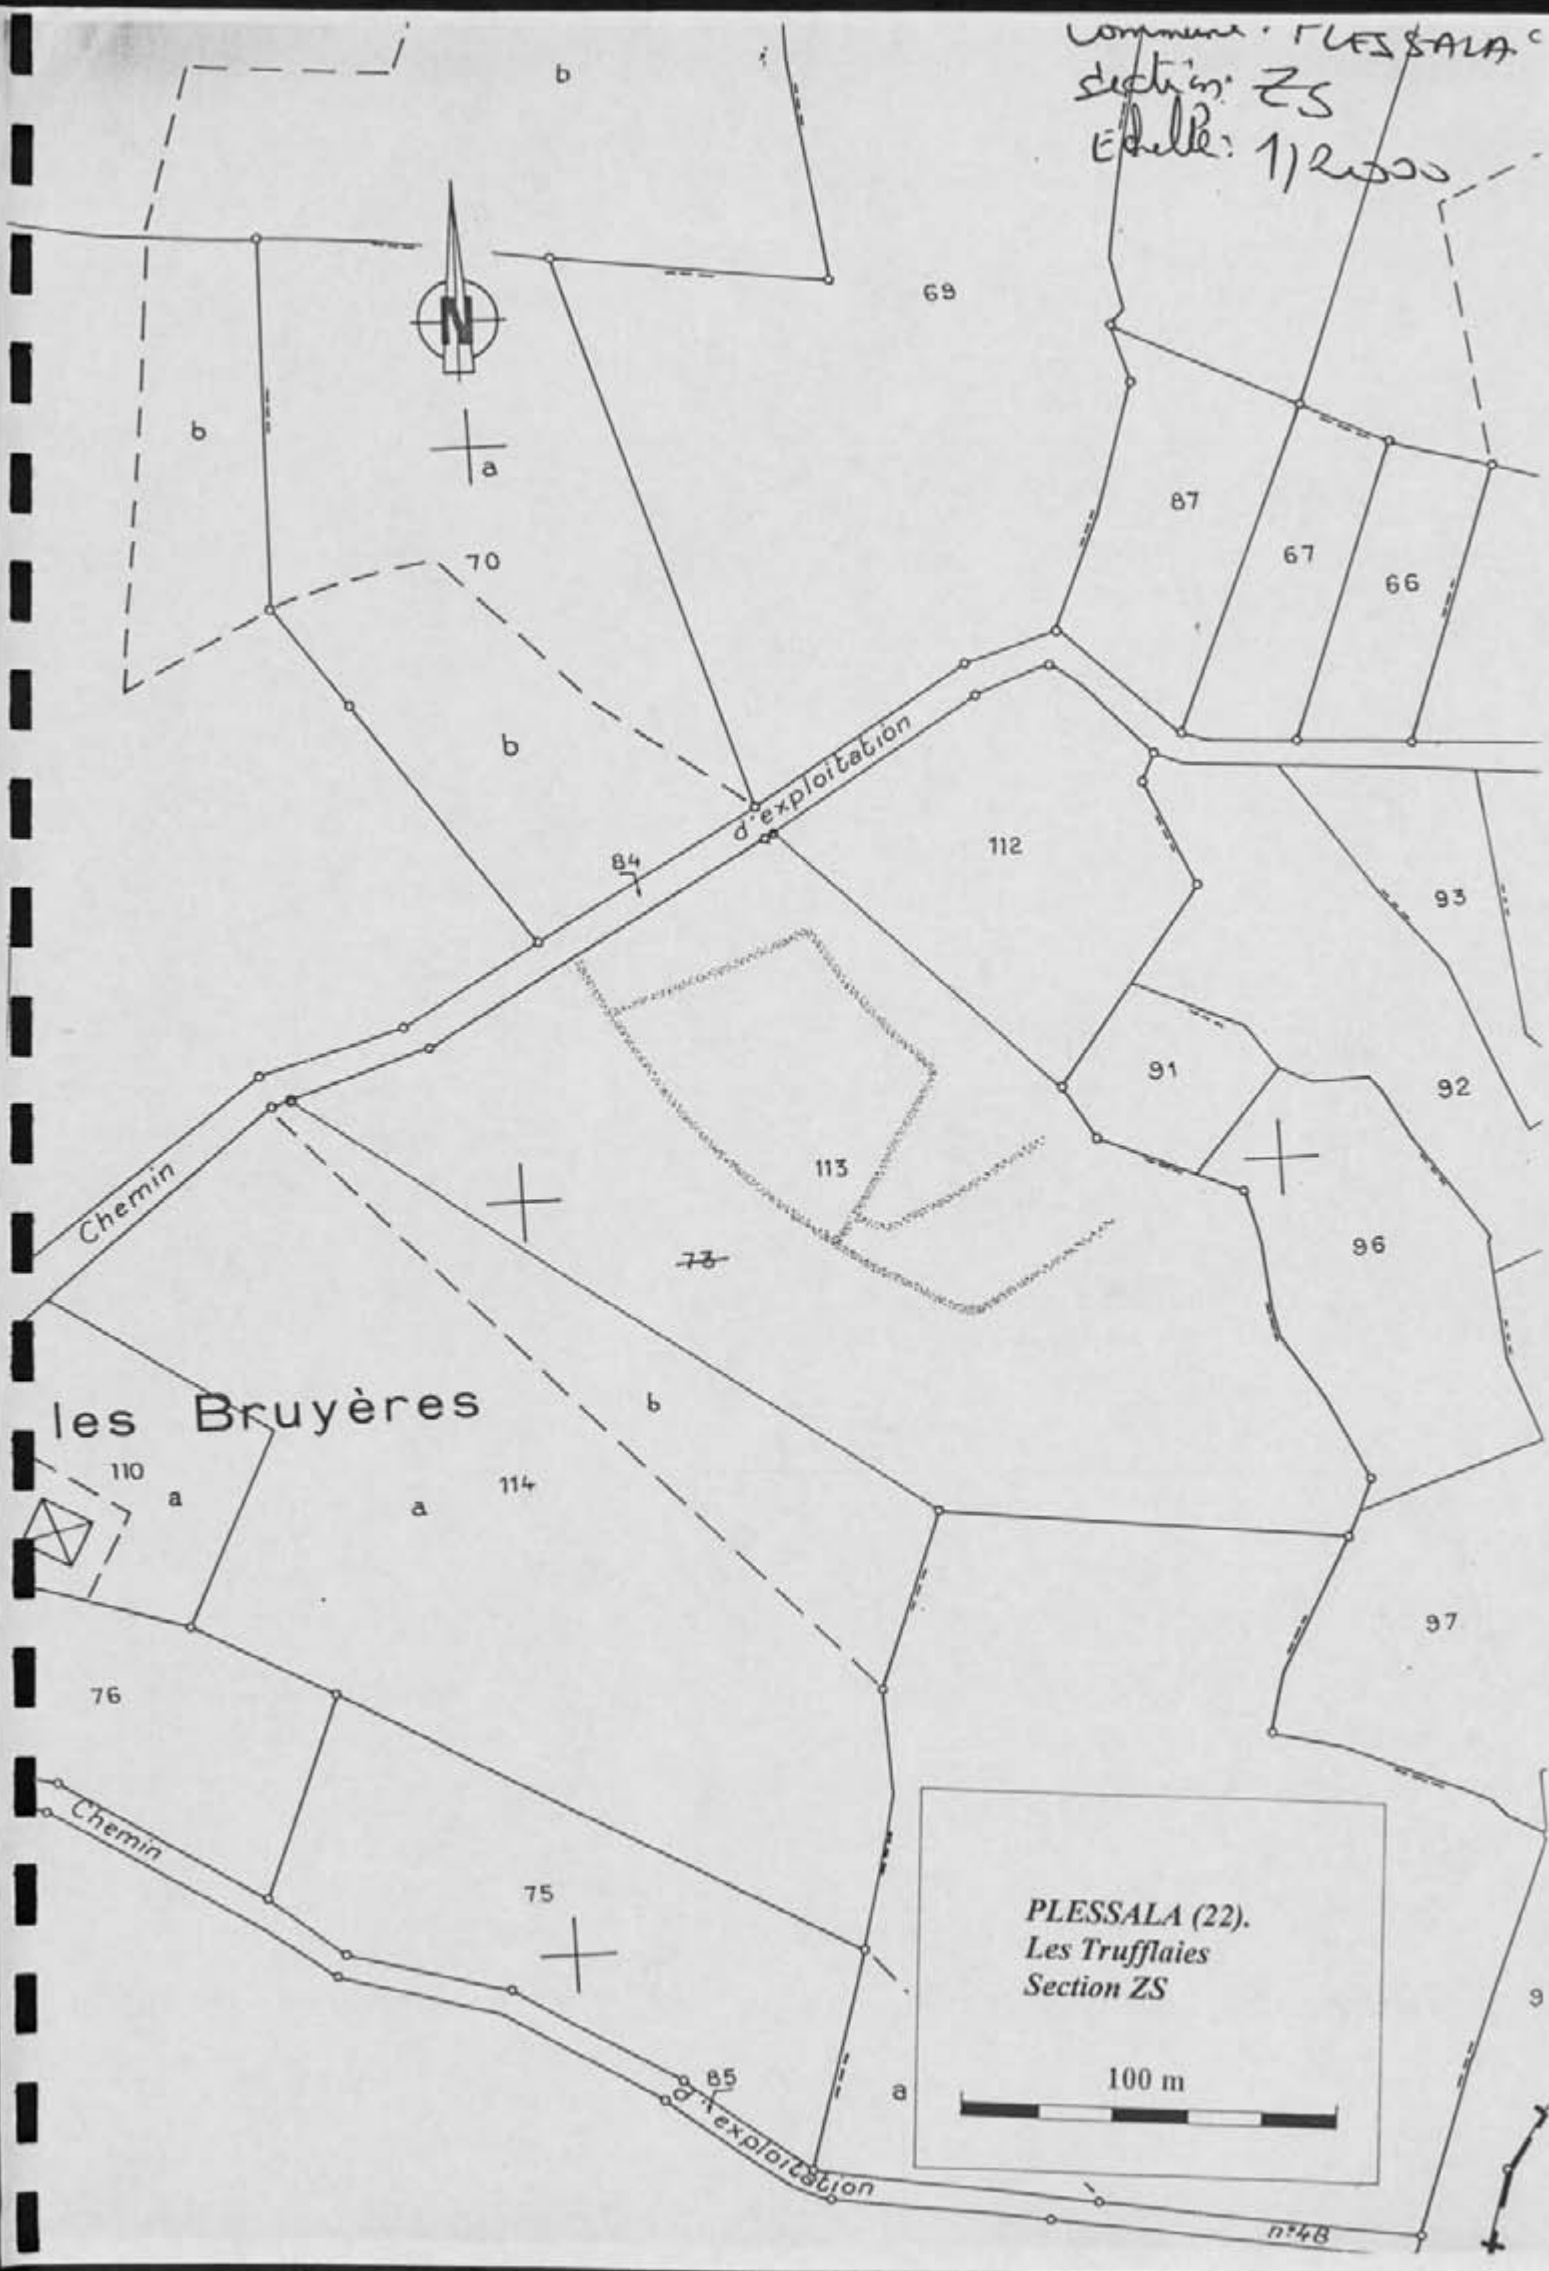 Commune: PLESSALA
section: ZS
Echelle: 1/2000
b
69
N
b
a
87
67
66
70
b
d'exploitation
84
112
93
91
92
113
Chemin
73
96
b
les Bruyères
110
a
a
114
97
76
Chemin
75
PLESSALA (22).
Les Trufflaies
Section ZS
9
100 m
85
a
d'exploitation
n°48